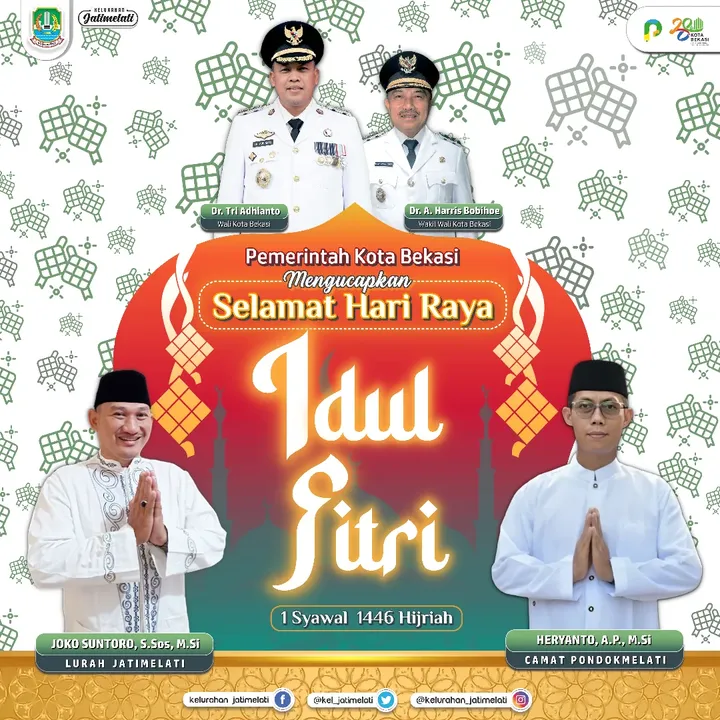 KELURAHAN
Jatimelati
KOTA
BEKASI
Dr. Tri Adhianto
Wali Kota Bekasi
Dr. A. Harris Bobihoe
Wakil Wali Kota Bekasi
Pemerintah Kota Bekasi
Mengucapkan
Selamat Hari Raya
Idul
Fitri
1 Syawal 1446 Hijriah
JOKO SUNTORO, S.Sos, M.Si
LURAH JATIMELATI
HERYANTO, A.P., M.Si
CAMAT PONDOKMELATI
kelurahan jatimelati
@kel_jatimelati
@kelurahan_jatimelati